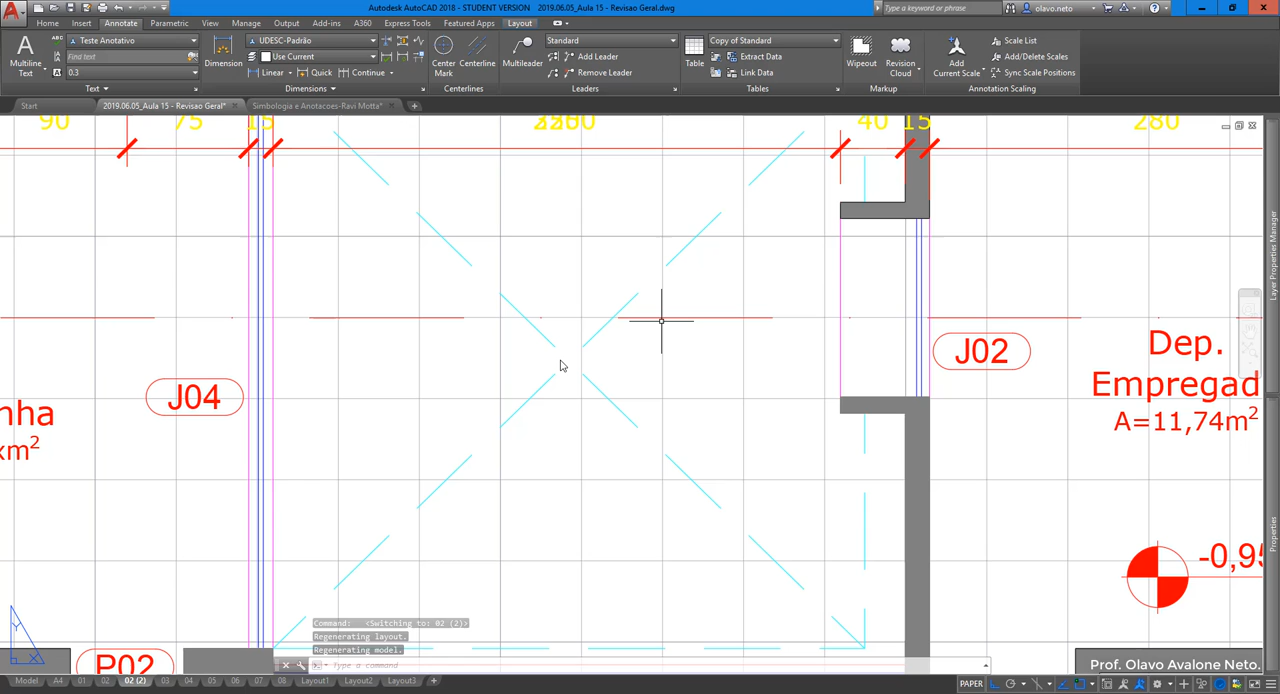 Autodesk AutoCAD 2018 - STUDENT VERSION 2019.06.05_Aula 15 - Revisao Geral.dwg
Type a keyword or phrase
olavo.neto
Home Insert Annotate Parametric View Manage Output Add-ins A360 Express Tools Featured Apps Layout
Multiline Text
Teste Anotativo
Find text
0.3
Text
Dimension
UDESC-Padrão
Use Current
Linear Quick Continue
Dimensions
Center Mark
Centerline
Centerlines
Multileader
Standard
Add Leader
Remove Leader
Leaders
Table
Copy of Standard
Extract Data
Link Data
Tables
Wipeout
Revision Cloud
Markup
Add Current Scale
Scale List
Add/Delete Scales
Sync Scale Positions
Annotation Scaling
Start 2019.06.05_Aula 15 - Revisao Geral* Simbologia e Anotacoes-Ravi Motta*
90 75 15 40 15 280
J04
J02
Dep.
Empregad
A=11,74m²
nha
xm²
-0,95
P02
Layer Properties Manager
Properties
Command: <Switching to: 02 (2)>
Regenerating layout.
Regenerating model.
Type a command
Prof. Olavo Avalone Neto.
Y
X
Model A4 01 02 02 (2) 03 04 05 06 07 08 Layout1 Layout2 Layout3
PAPER